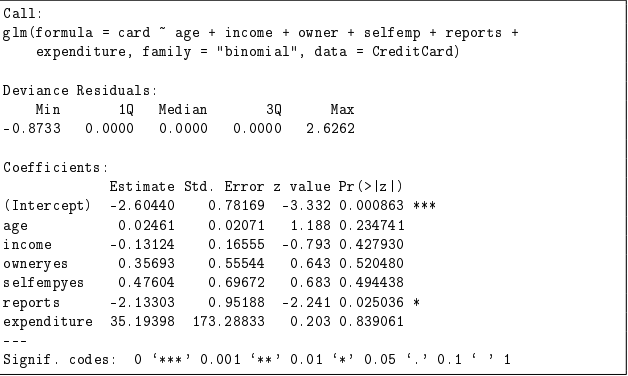 Call:
glm(formula = card ~ age + income + owner + selfemp + reports +
    expenditure, family = "binomial", data = CreditCard)

Deviance Residuals:
    Min       1Q   Median       3Q      Max
-0.8733   0.0000   0.0000   0.0000   2.6262

Coefficients:
             Estimate Std. Error z value Pr(>|z|)
(Intercept)  -2.60440    0.78169  -3.332 0.000863 ***
age           0.02461    0.02071   1.188 0.234741
income       -0.13124    0.16555  -0.793 0.427930
owneryes      0.35693    0.55544   0.643 0.520480
selfempyes    0.47604    0.69672   0.683 0.494438
reports      -2.13303    0.95188  -2.241 0.025036 *
expenditure  35.19398  173.28833   0.203 0.839061
---
Signif. codes:  0 ‘***’ 0.001 ‘**’ 0.01 ‘*’ 0.05 ‘.’ 0.1 ‘ ’ 1